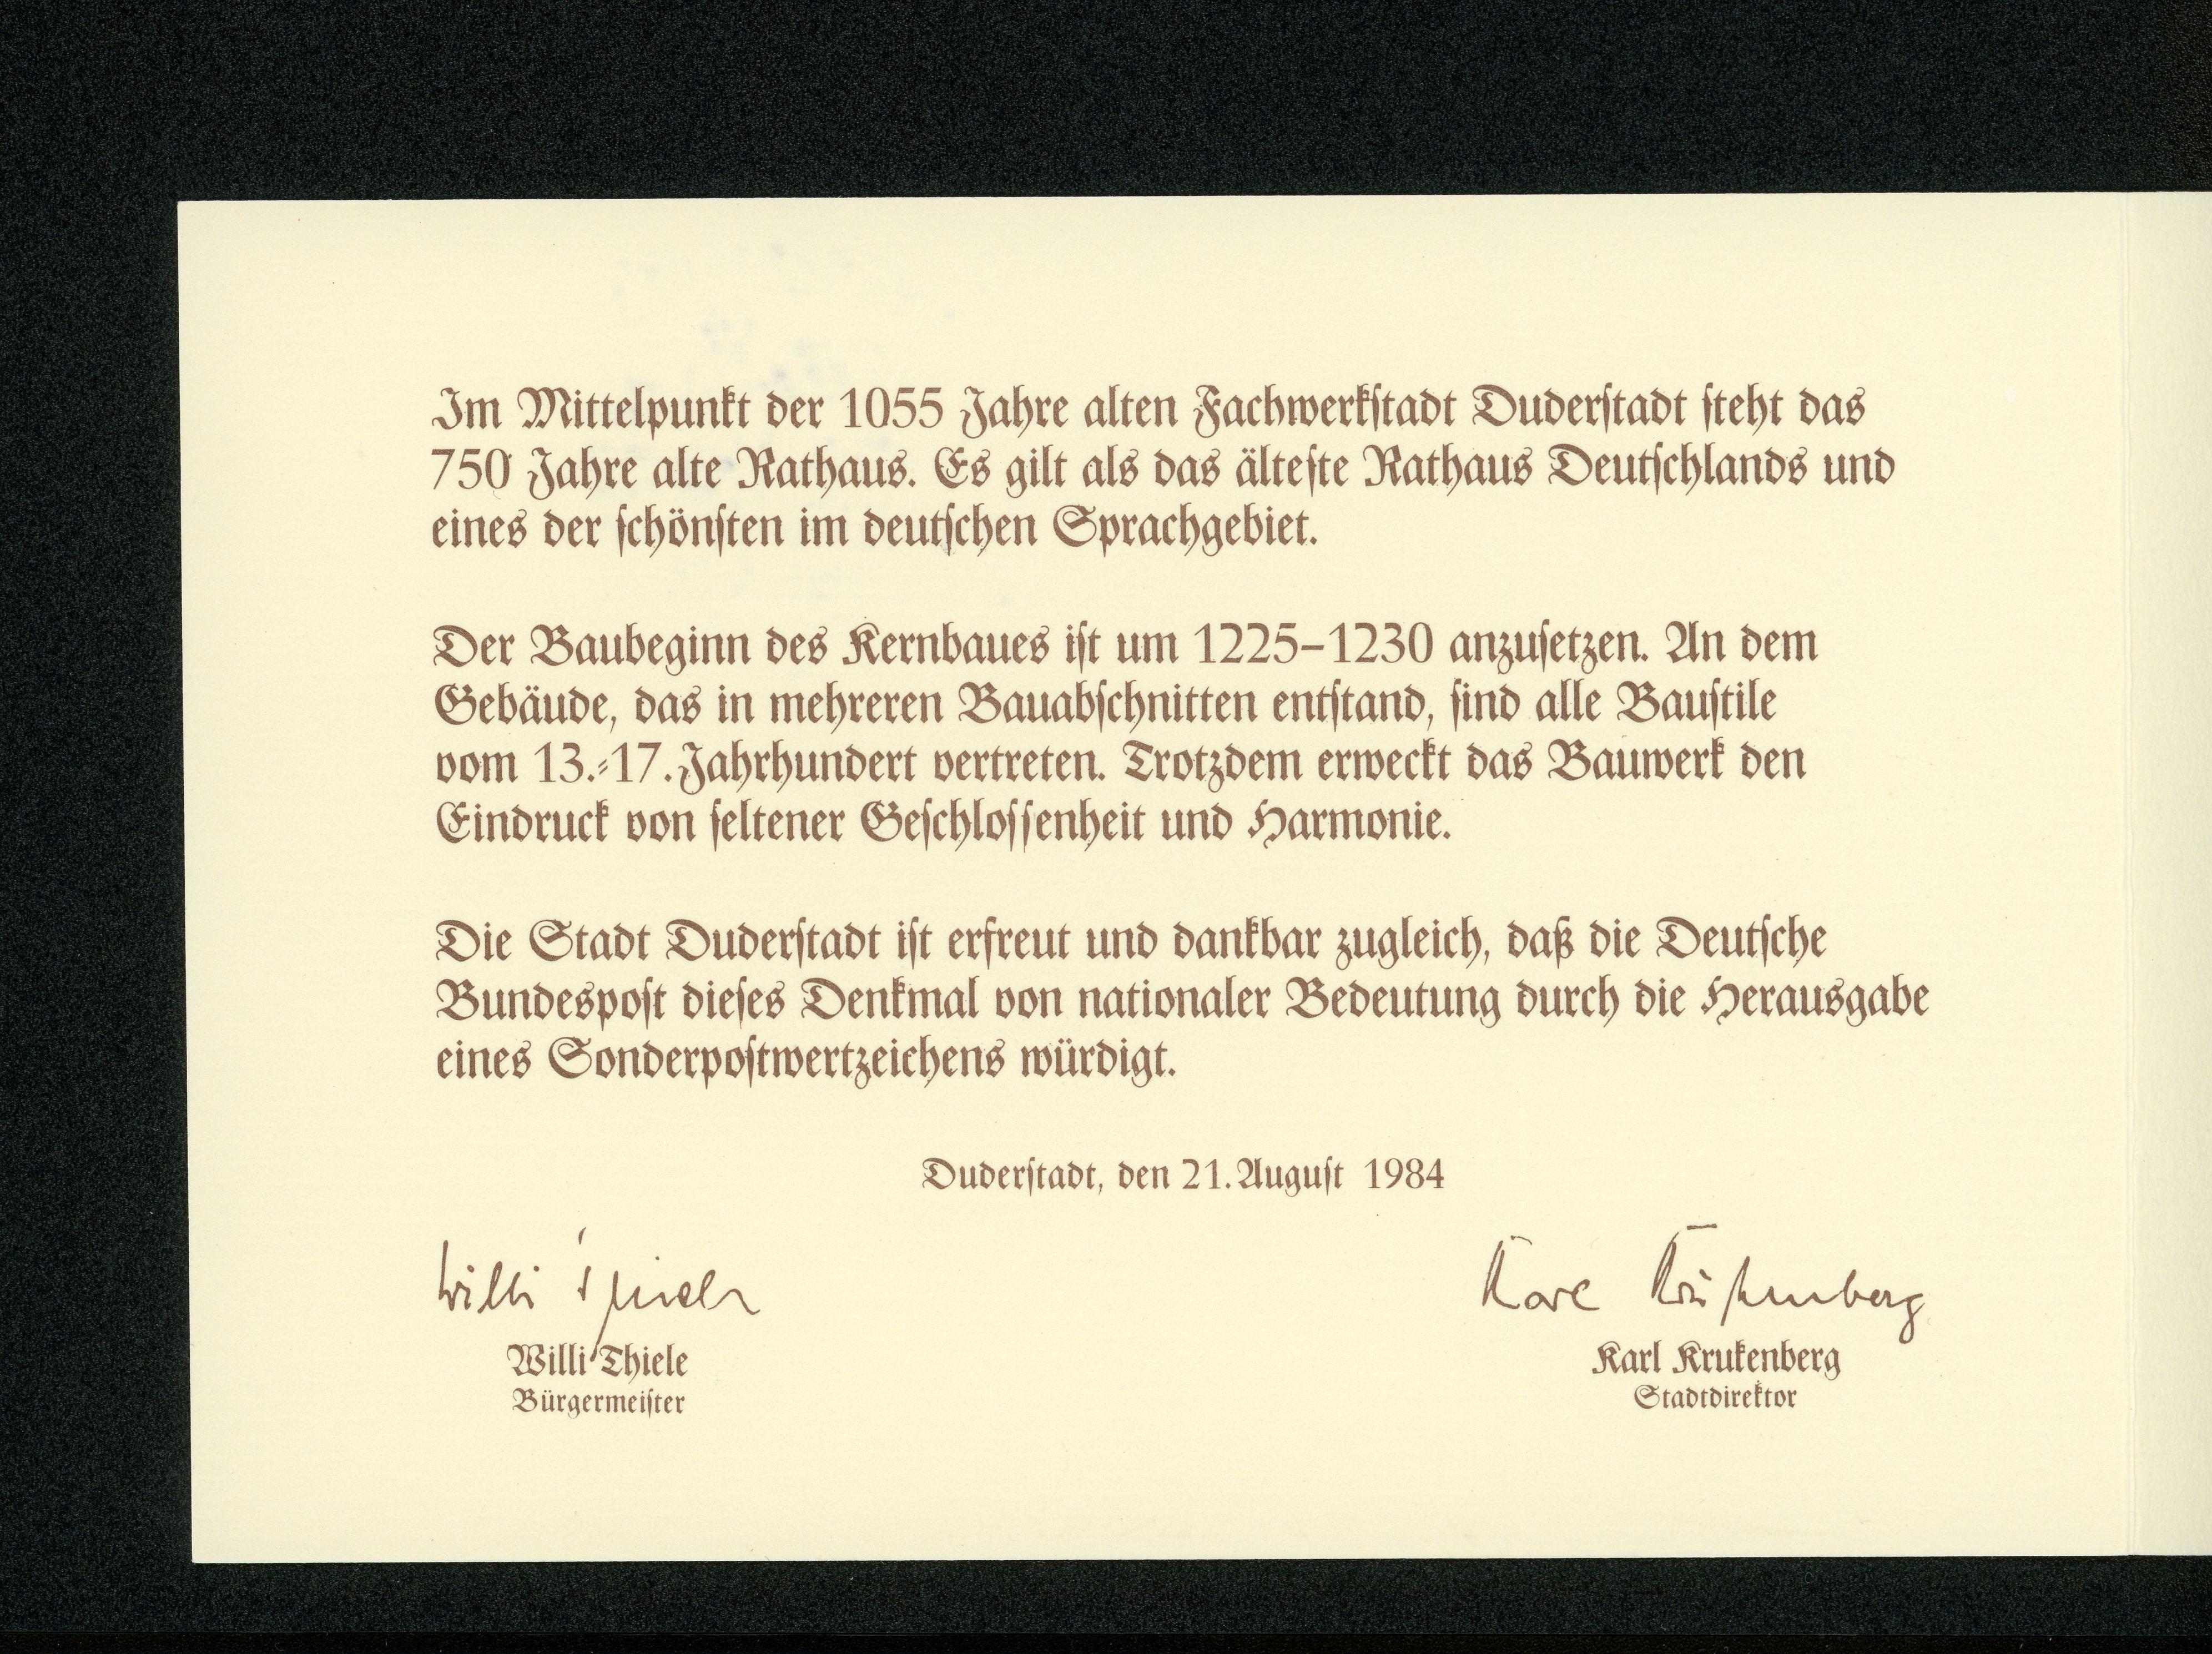 Im Mittelpunkt der 1055 Jahre alten Fachwerkstadt Duderstadt steht das
750 Jahre alte Rathaus. Es gilt als das älteste Rathaus Deutschlands und
eines der schönsten im deutschen Sprachgebiet.
Der Baubeginn des Kernbaues ist um 1225–1230 anzusetzen. An dem
Gebäude, das in mehreren Bauabschnitten entstand, sind alle Baustile
vom 13.-17. Jahrhundert vertreten. Trotzdem erweckt das Bauwerk den
Eindruck von seltener Geschlossenheit und Harmonie.
Die Stadt Duderstadt ist erfreut und dankbar zugleich, daß die Deutsche
Bundespost dieses Denkmal von nationaler Bedeutung durch die Herausgabe
eines Sonderpostwertzeichens würdigt.
Duderstadt, den 21. August 1984
Willi Thiele
Karl Krukenberg
Willi Thiele
Karl Krukenberg
Bürgermeister
Stadtdirektor